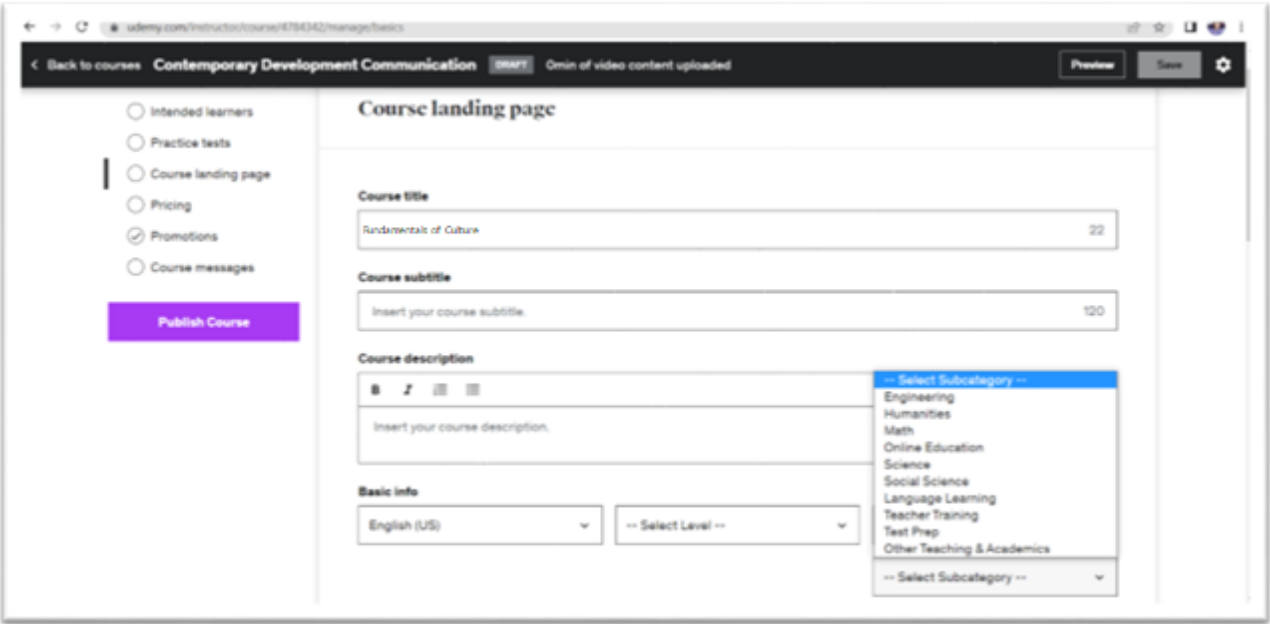 udemy.com/instructor/course/4784342/manage/basics
Back to courses Contemporary Development Communication DRAFT 0min of video content uploaded Preview Save
Intended learners
Practice tests
Course landing page
Pricing
Promotions
Course messages
Publish Course
Course landing page
Course title
Fundamentals of Culture 22
Course subtitle
Insert your course subtitle. 120
Course description
B I
Insert your course description.
Basic info
English (US) -- Select Level --
-- Select Subcategory --
Engineering
Humanities
Math
Online Education
Science
Social Science
Language Learning
Teacher Training
Test Prep
Other Teaching & Academics
-- Select Subcategory --